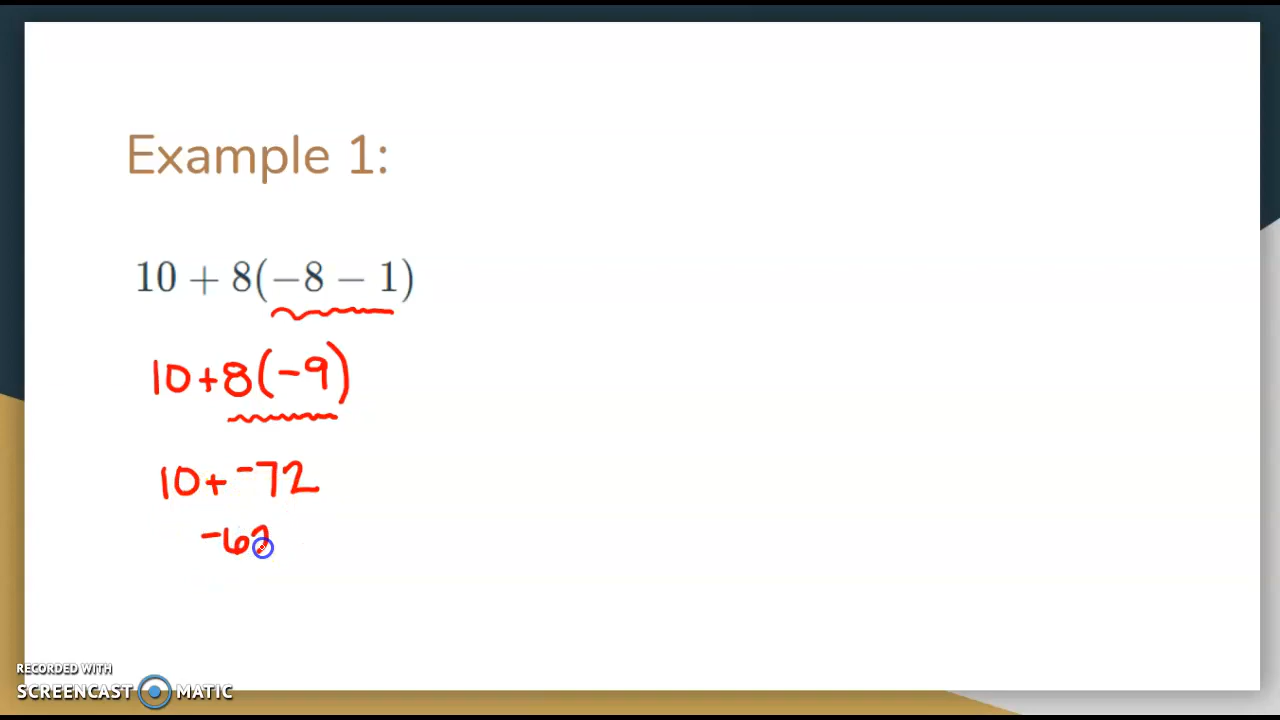 Example 1:
10 + 8(−8 − 1)
10+8(-9)
10+-72
-62
RECORDED WITH
SCREENCAST MATIC